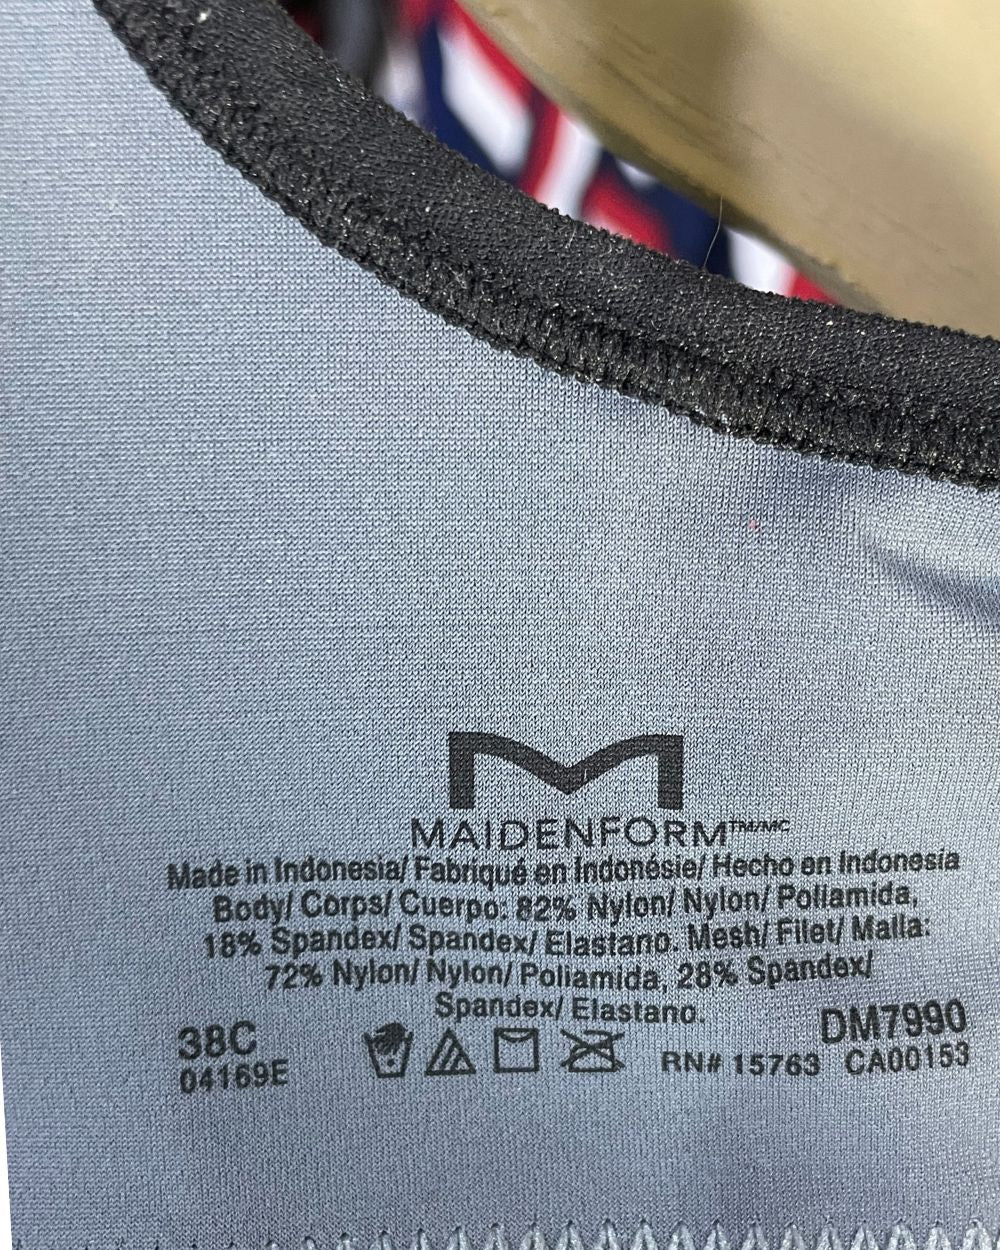 MAIDENFORM TM/MC
Made in Indonesia/ Fabriqué en Indonésie/ Hecho en Indonesia
Body/ Corps/ Cuerpo: 82% Nylon/ Nylon/ Poliamida,
18% Spandex/ Spandex/ Elastano. Mesh/ Filet/ Malla:
72% Nylon/ Nylon/ Poliamida, 28% Spandex/
Spandex/ Elastano.
38C
04169E
DM7990
RN# 15763 CA00153